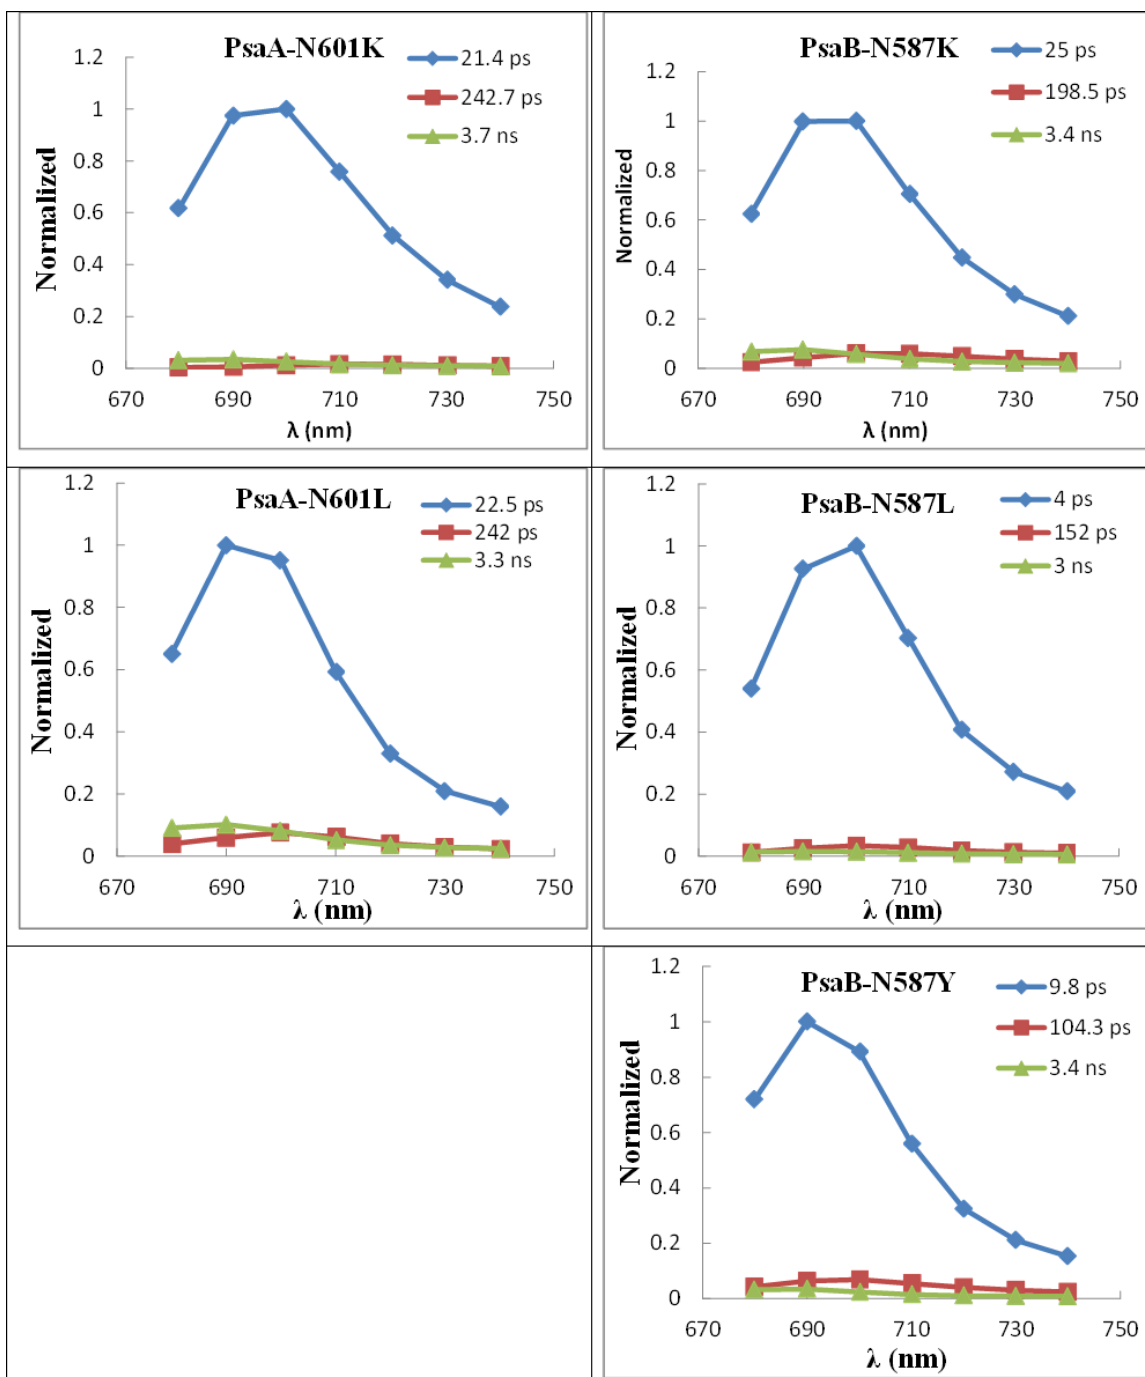 PsaA-N601K
21.4 ps
242.7 ps
3.7 ns
Normalized
1.2
1
0.8
0.6
0.4
0.2
0
670 690 710 730 750
λ (nm)
PsaB-N587K
25 ps
198.5 ps
3.4 ns
Normalized
1.2
1
0.8
0.6
0.4
0.2
0
670 690 710 730 750
λ (nm)
PsaA-N601L
22.5 ps
242 ps
3.3 ns
Normalized
1.2
1
0.8
0.6
0.4
0.2
0
670 690 710 730 750
λ (nm)
PsaB-N587L
4 ps
152 ps
3 ns
Normalized
1.2
1
0.8
0.6
0.4
0.2
0
670 690 710 730 750
λ (nm)
PsaB-N587Y
9.8 ps
104.3 ps
3.4 ns
Normalized
1.2
1
0.8
0.6
0.4
0.2
0
670 690 710 730 750
λ (nm)